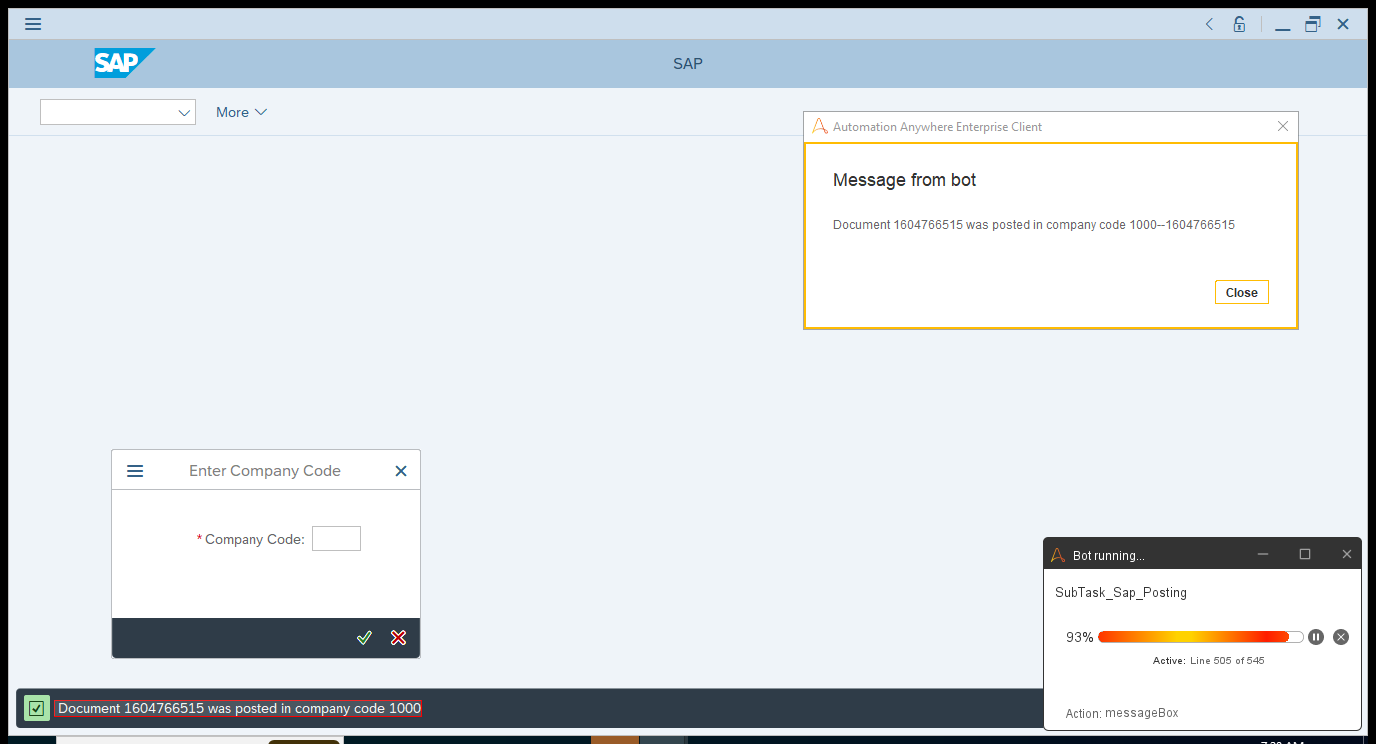 SAP
SAP
More
Automation Anywhere Enterprise Client
Message from bot
Document 1604766515 was posted in company code 1000--1604766515
Close
Enter Company Code
* Company Code:
Bot running...
SubTask_Sap_Posting
93%
Active: Line 505 of 545
Action: messageBox
Document 1604766515 was posted in company code 1000